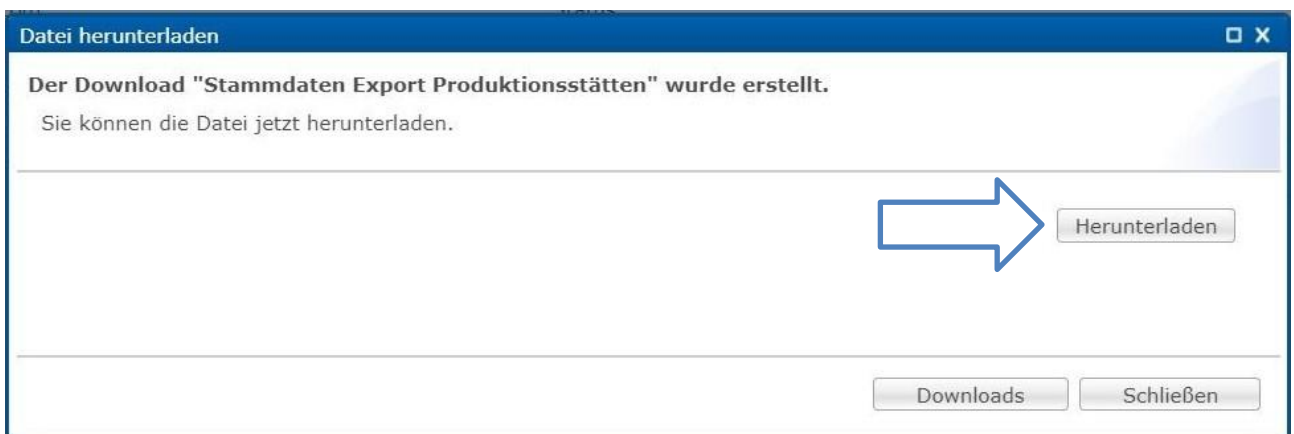 Datei herunterladen
Der Download "Stammdaten Export Produktionsstätten" wurde erstellt.
Sie können die Datei jetzt herunterladen.
Herunterladen
Downloads Schließen